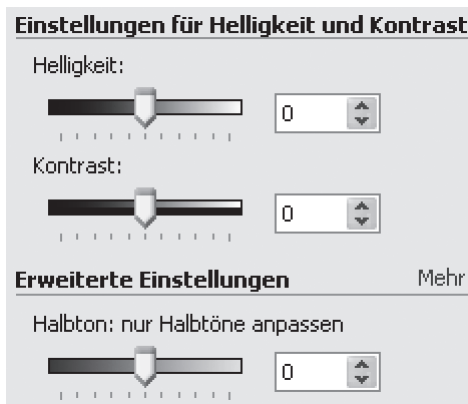 Einstellungen für Helligkeit und Kontrast
Helligkeit:
0
Kontrast:
0
Erweiterte Einstellungen Mehr
Halbton: nur Halbtöne anpassen
0